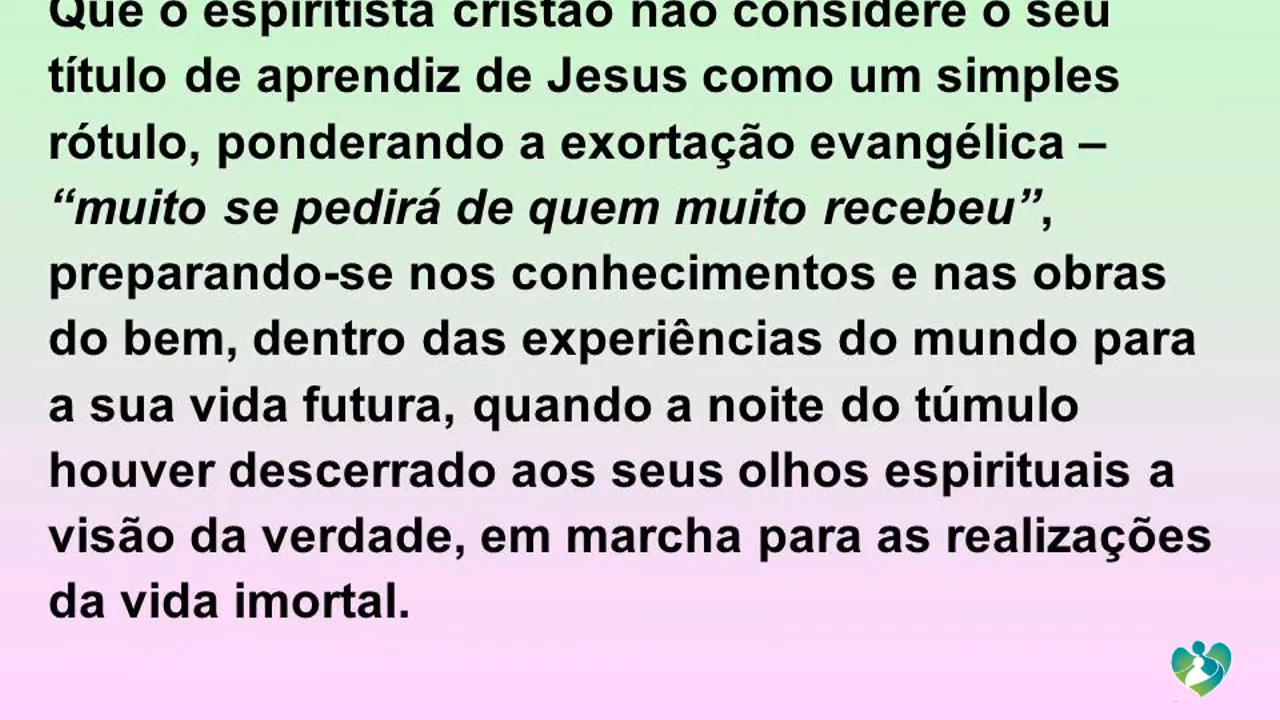 Que o espiritista cristão não considere o seu
título de aprendiz de Jesus como um simples
rótulo, ponderando a exortação evangélica –
“muito se pedirá de quem muito recebeu”,
preparando-se nos conhecimentos e nas obras
do bem, dentro das experiências do mundo para
a sua vida futura, quando a noite do túmulo
houver descerrado aos seus olhos espirituais a
visão da verdade, em marcha para as realizações
da vida imortal.